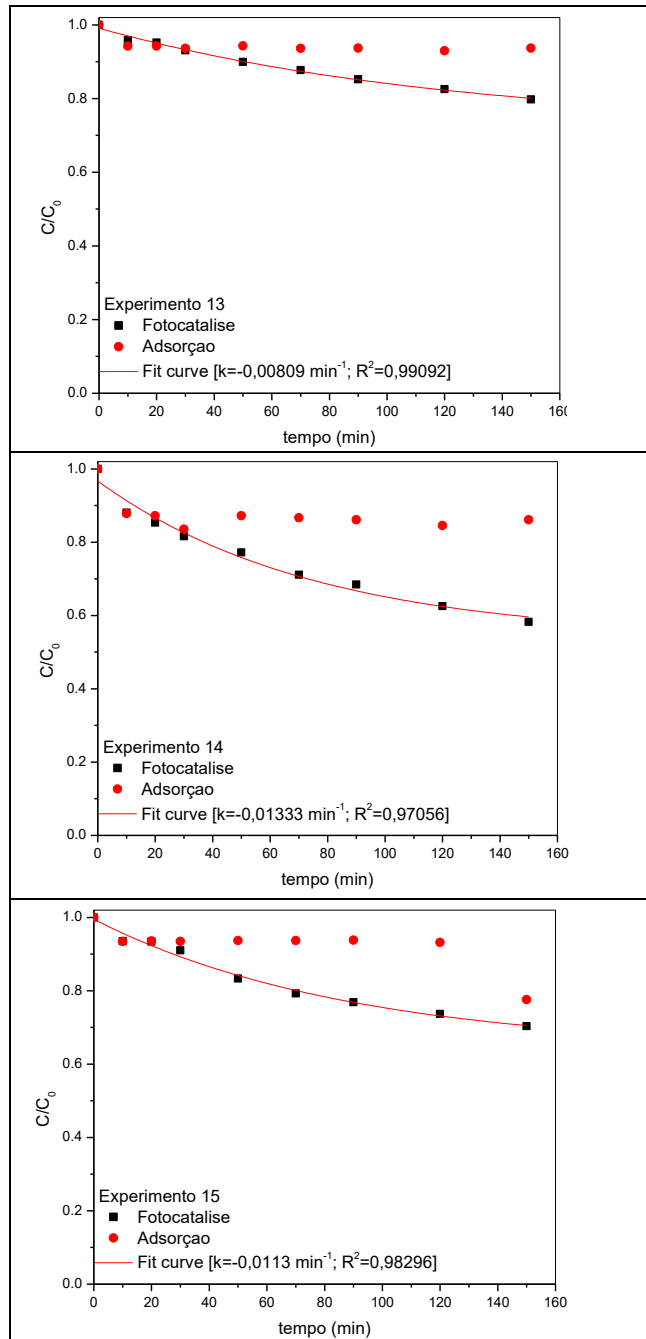 1.0
0.8
0.6
0.4
0.2
0.0
C/C₀
Experimento 13
Fotocatalise
Adsorçao
Fit curve [k=-0,00809 min⁻¹; R²=0,99092]
0 20 40 60 80 100 120 140 160
tempo (min)
1.0
0.8
0.6
0.4
0.2
0.0
C/C₀
Experimento 14
Fotocatalise
Adsorçao
Fit curve [k=-0,01333 min⁻¹; R²=0,97056]
0 20 40 60 80 100 120 140 160
tempo (min)
1.0
0.8
0.6
0.4
0.2
0.0
C/C₀
Experimento 15
Fotocatalise
Adsorçao
Fit curve [k=-0,0113 min⁻¹; R²=0,98296]
0 20 40 60 80 100 120 140 160
tempo (min)